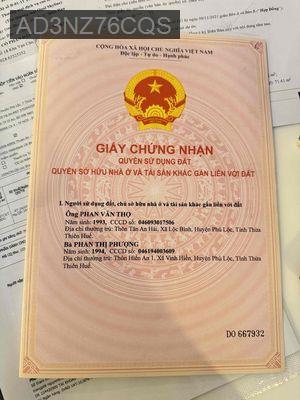 AD3NZ76CQS
CỘNG HÒA XÃ HỘI CHỦ NGHĨA VIỆT NAM
Độc lập - Tự do - Hạnh phúc
GIẤY CHỨNG NHẬN
QUYỀN SỬ DỤNG ĐẤT
QUYỀN SỞ HỮU NHÀ Ở VÀ TÀI SẢN KHÁC GẮN LIỀN VỚI ĐẤT
I. Người sử dụng đất, chủ sở hữu nhà ở và tài sản khác gắn liền với đất
Ông PHAN VĂN THỌ
Năm sinh: 1993, CCCD số: 046093017506
Địa chỉ thường trú: Thôn Tân An Hải, Xã Lộc Bình, Huyện Phú Lộc, Tỉnh Thừa
Thiên Huế.
Bà PHAN THỊ PHƯỢNG
Năm sinh: 1994, CCCD số: 046194003609
Địa chỉ thường trú: Thôn Hiền An 1, Xã Vinh Hiền, Huyện Phú Lộc, Tỉnh Thừa
Thiên Huế.
DO 667932